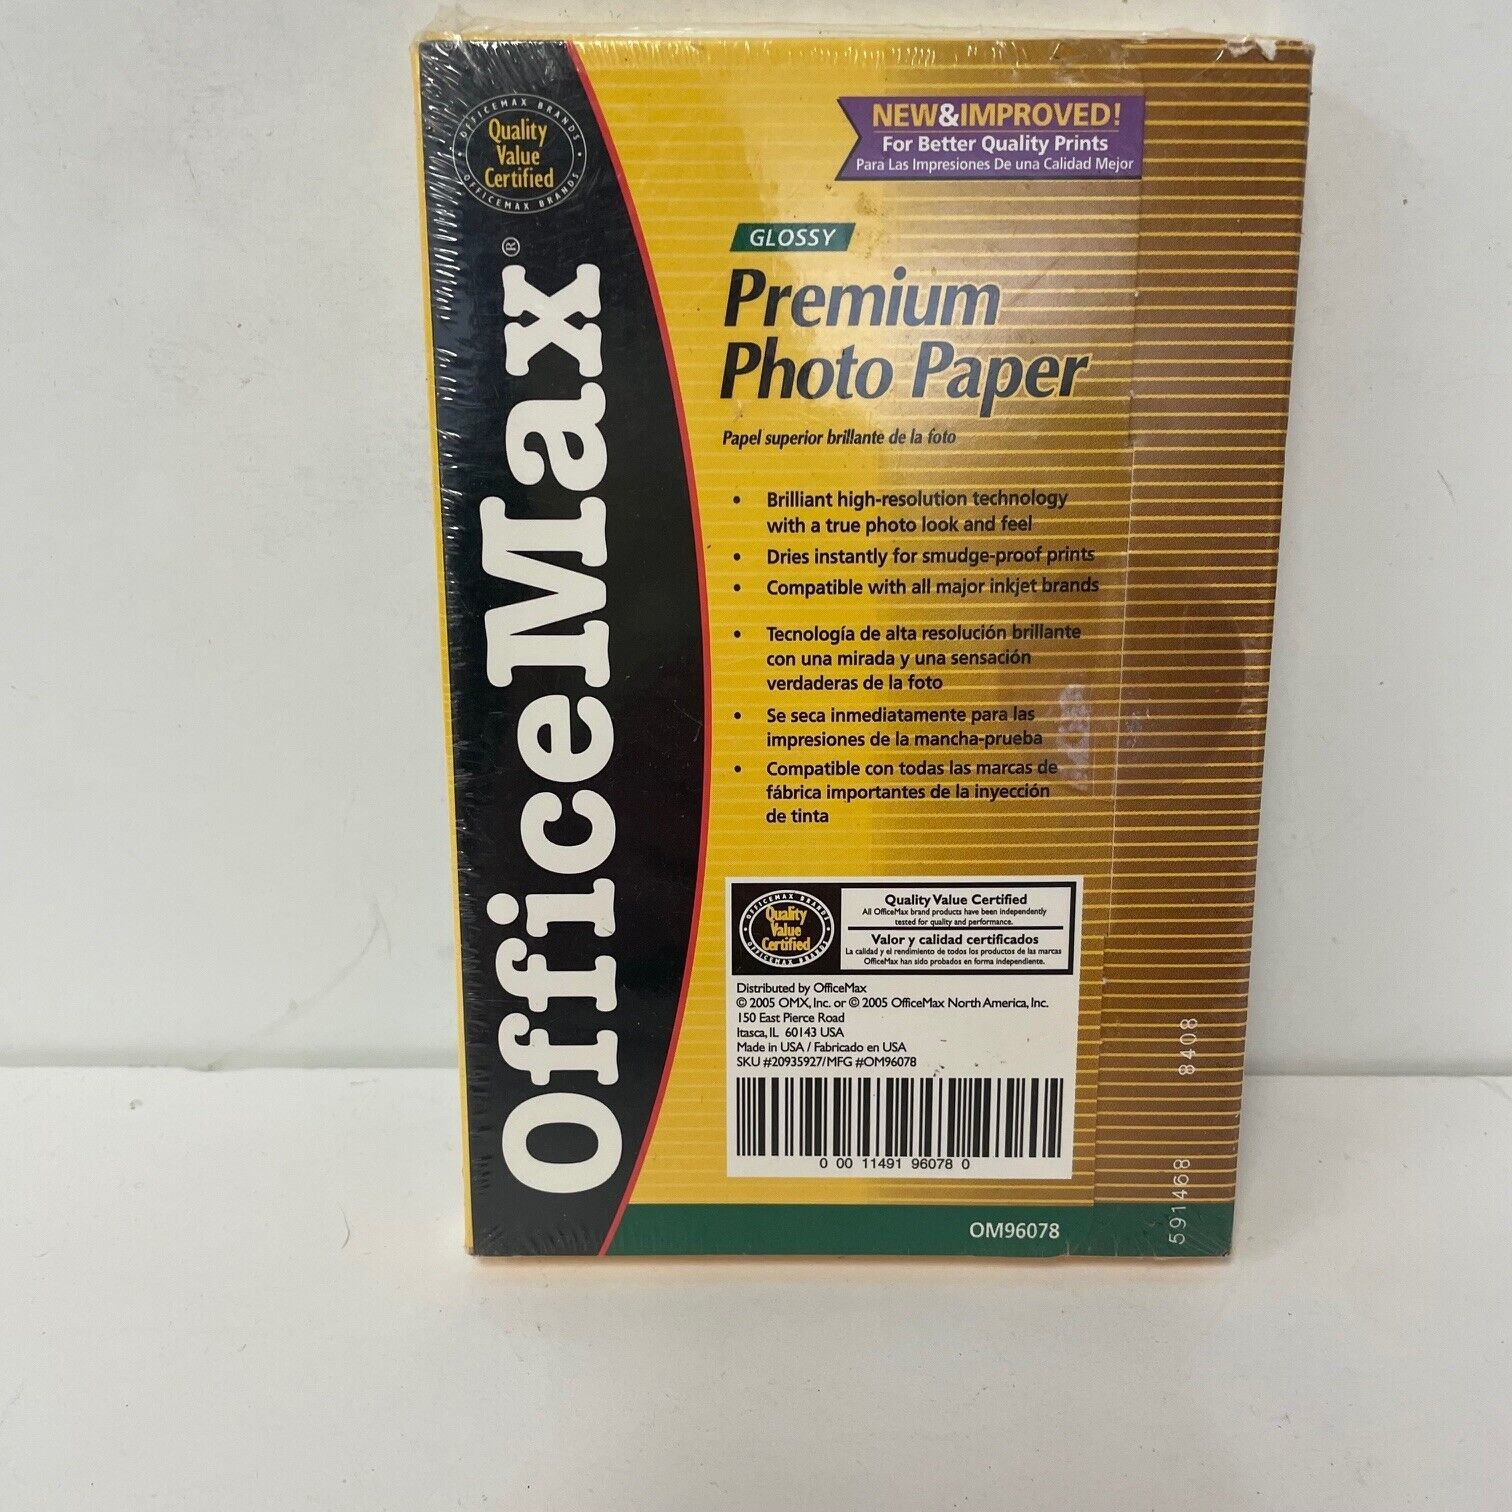 OFFICEMAX BRANDS
Quality
Value
Certified
OFFICEMAX BRANDS
OfficeMax®
NEW&IMPROVED!
For Better Quality Prints
Para Las Impresiones De una Calidad Mejor
GLOSSY
Premium
Photo Paper
Papel superior brillante de la foto
• Brilliant high-resolution technology
with a true photo look and feel
• Dries instantly for smudge-proof prints
• Compatible with all major inkjet brands
• Tecnología de alta resolución brillante
con una mirada y una sensación
verdaderas de la foto
• Se seca inmediatamente para las
impresiones de la mancha-prueba
• Compatible con todas las marcas de
fábrica importantes de la inyección
de tinta
OFFICEMAX BRANDS
Quality
Value
Certified
OFFICEMAX BRANDS
Quality Value Certified
All OfficeMax brand products have been independently
tested for quality and performance.
Valor y calidad certificados
La calidad y el rendimiento de todos los productos de las marcas
OfficeMax han sido probados en forma independiente.
Distributed by OfficeMax
© 2005 OMX, Inc. or © 2005 OfficeMax North America, Inc.
150 East Pierce Road
Itasca, IL 60143 USA
Made in USA / Fabricado en USA
SKU #20935927/MFG #OM96078
0 00 11491 96078 0
OM96078
591468 8408